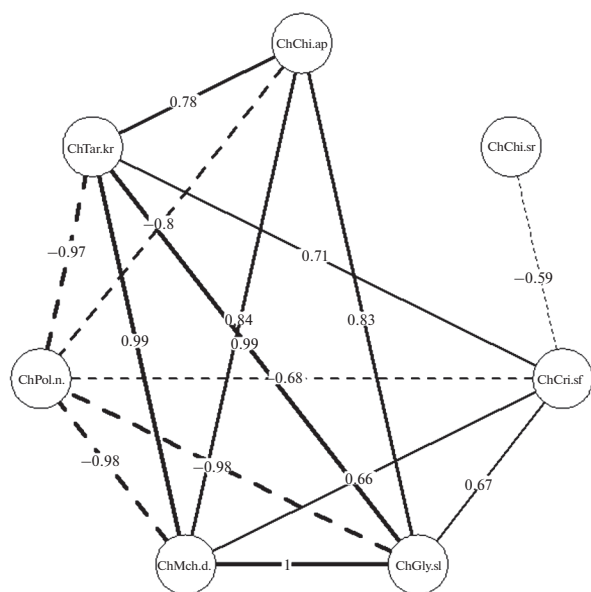 ChChi.ap
0.78
ChTar.kr
ChChi.sr
−0.8
−0.97
0.71
−0.59
0.84
0.83
0.99
0.99
ChPol.n.
−0.68
ChCri.sf
−0.98
−0.98
0.66
0.67
ChMch.d.
1
ChGly.sl